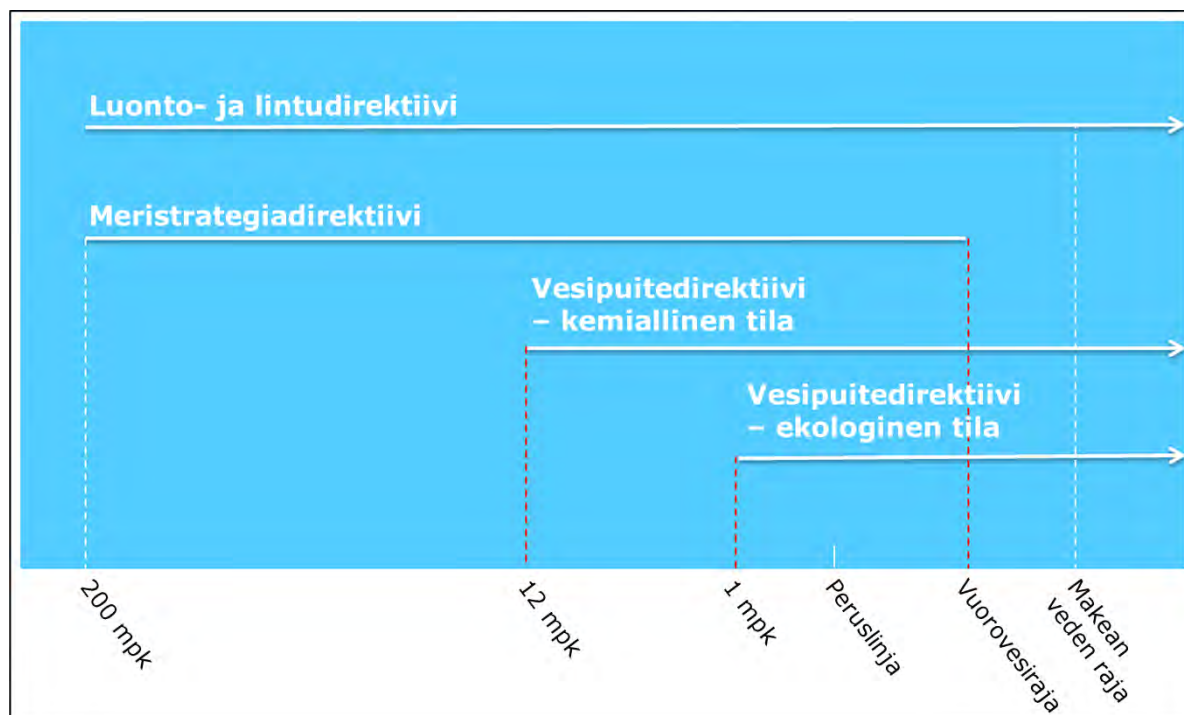 Luonto- ja lintudirektiivi
Meristrategiadirektiivi
Vesipuitedirektiivi
– kemiallinen tila
Vesipuitedirektiivi
– ekologinen tila
200 mpk
12 mpk
1 mpk
Peruslinja
Vuorovesiraja
Makean
veden raja